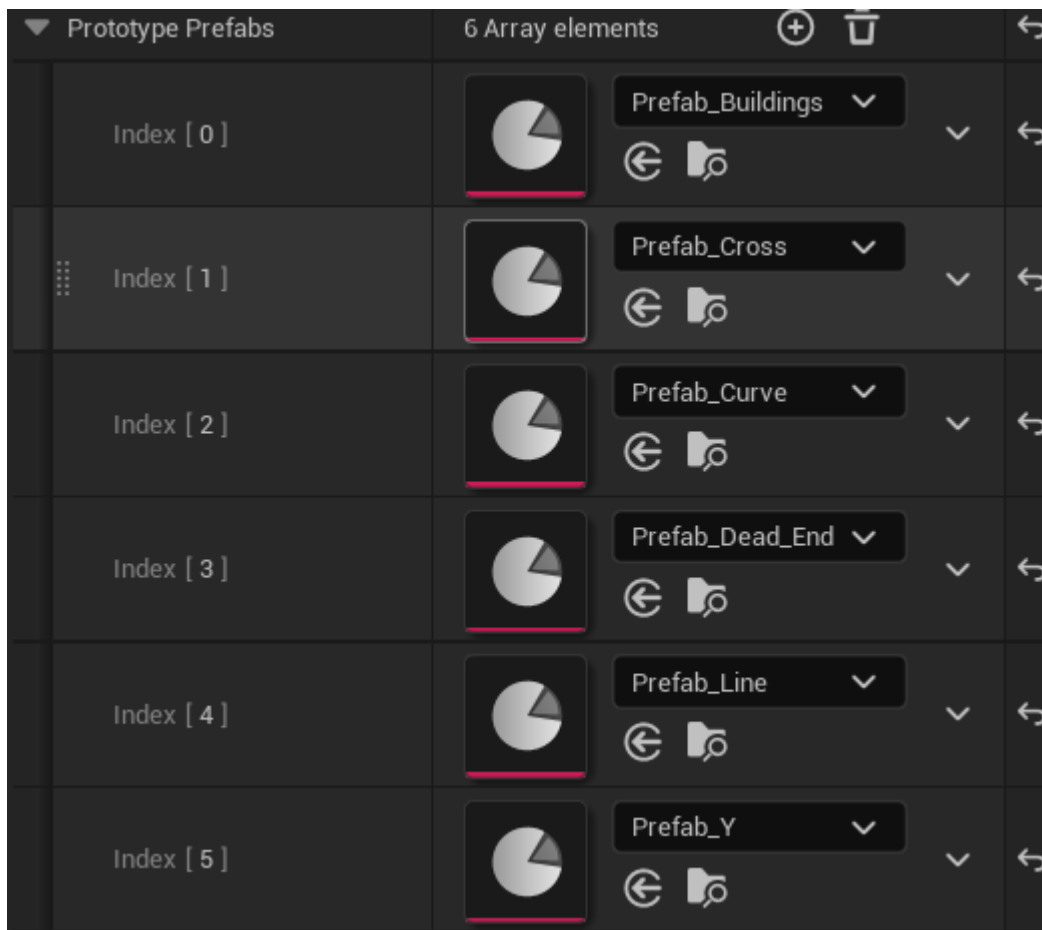 Prototype Prefabs 6 Array elements
Index [ 0 ] Prefab_Buildings
Index [ 1 ] Prefab_Cross
Index [ 2 ] Prefab_Curve
Index [ 3 ] Prefab_Dead_End
Index [ 4 ] Prefab_Line
Index [ 5 ] Prefab_Y